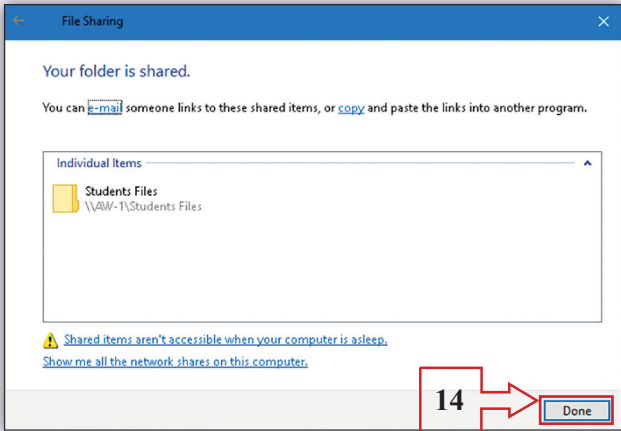 File Sharing
Your folder is shared.
You can e-mail someone links to these shared items, or copy and paste the links into another program.
Individual Items
Students Files
\\AW-1\Students Files
Shared items aren't accessible when your computer is asleep.
Show me all the network shares on this computer.
14
Done